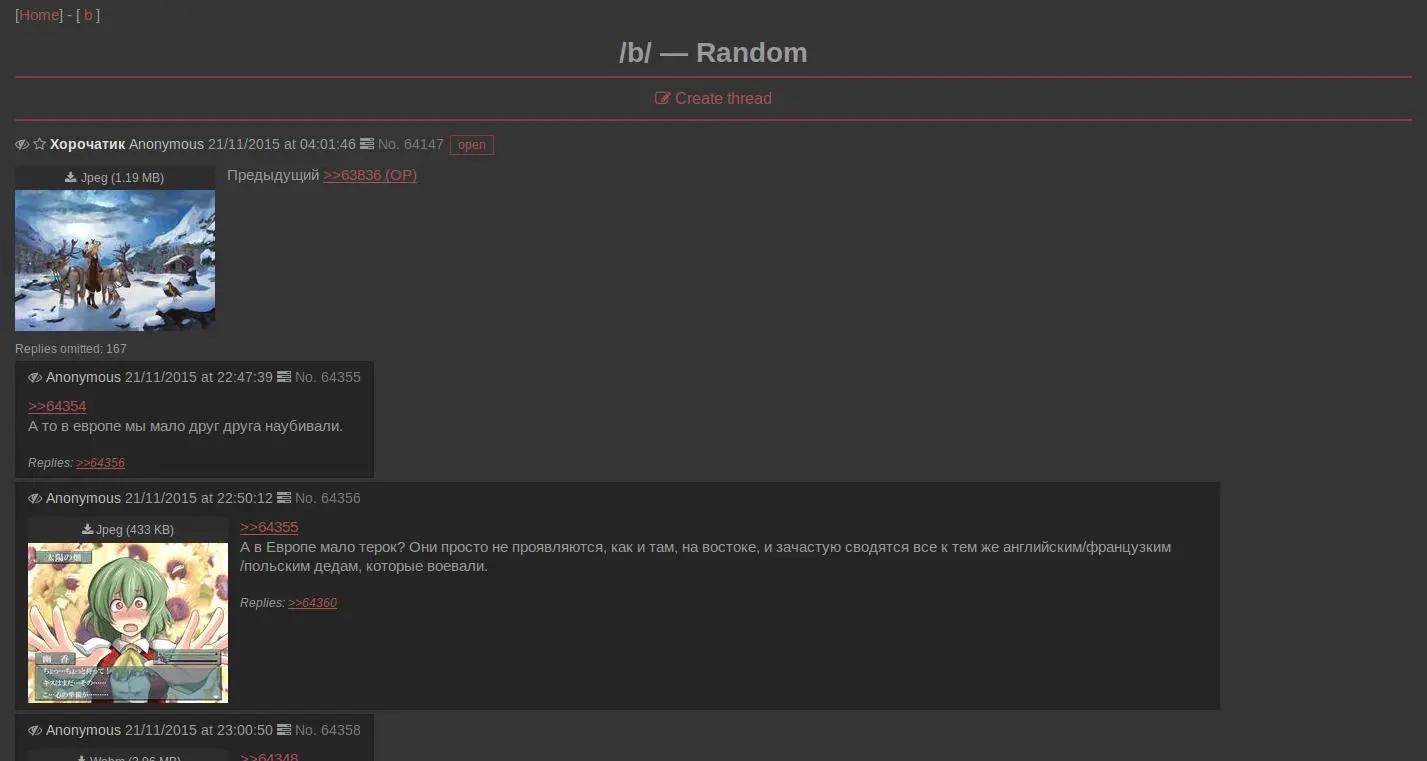 [Home] - [ b ]
/b/ — Random
Create thread
Хорочатик Anonymous 21/11/2015 at 04:01:46 No. 64147 open
Jpeg (1.19 MB)
Предыдущий >>63836 (OP)
Replies omitted: 167
Anonymous 21/11/2015 at 22:47:39 No. 64355
>>64354
А то в европе мы мало друг друга наубивали.
Replies: >>64356
Anonymous 21/11/2015 at 22:50:12 No. 64356
Jpeg (433 KB)
太陽の畑
幽 香
ちょ…ちょっと待って！
キスはまだ…その……
こ…心の準備が………
>>64355
А в Европе мало терок? Они просто не проявляются, как и там, на востоке, и зачастую сводятся все к тем же английским/французким
/польским дедам, которые воевали.
Replies: >>64360
Anonymous 21/11/2015 at 23:00:50 No. 64358
Webm (3.96 MB)
>>64348